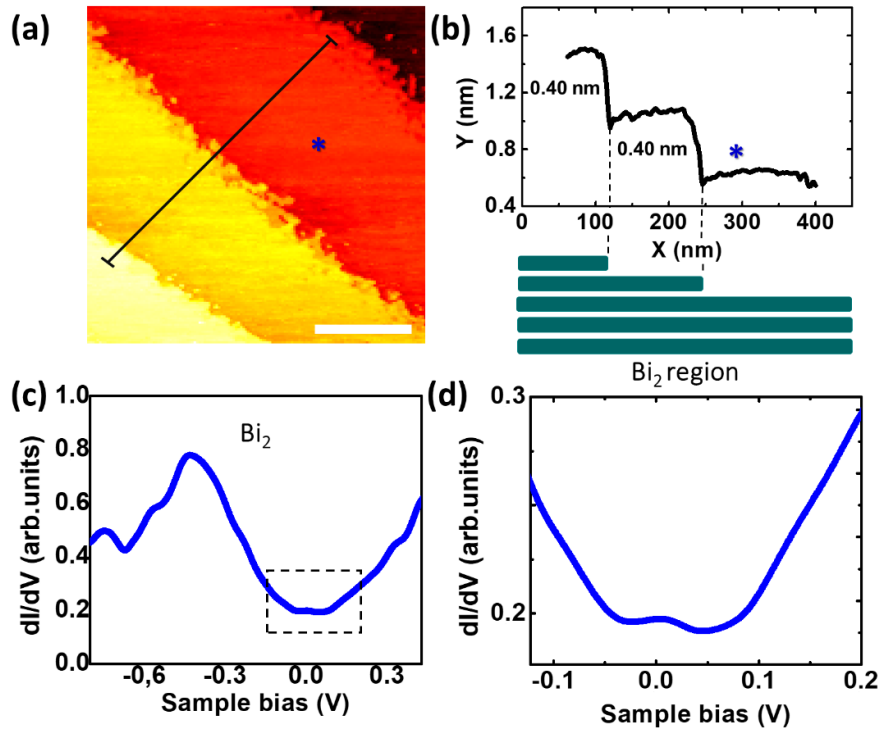 (a)
*
(b)
1.6
1.2
0.8
0.4
Y (nm)
0.40 nm
0.40 nm
*
0 100 200 300 400
X (nm)
Bi₂ region
(c)
1.0
0.8
0.6
0.4
0.2
0.0
dI/dV (arb.units)
Bi₂
-0,6 -0.3 0.0 0.3
Sample bias (V)
(d)
0.3
0.2
dI/dV (arb.units)
-0.1 0.0 0.1 0.2
Sample bias (V)